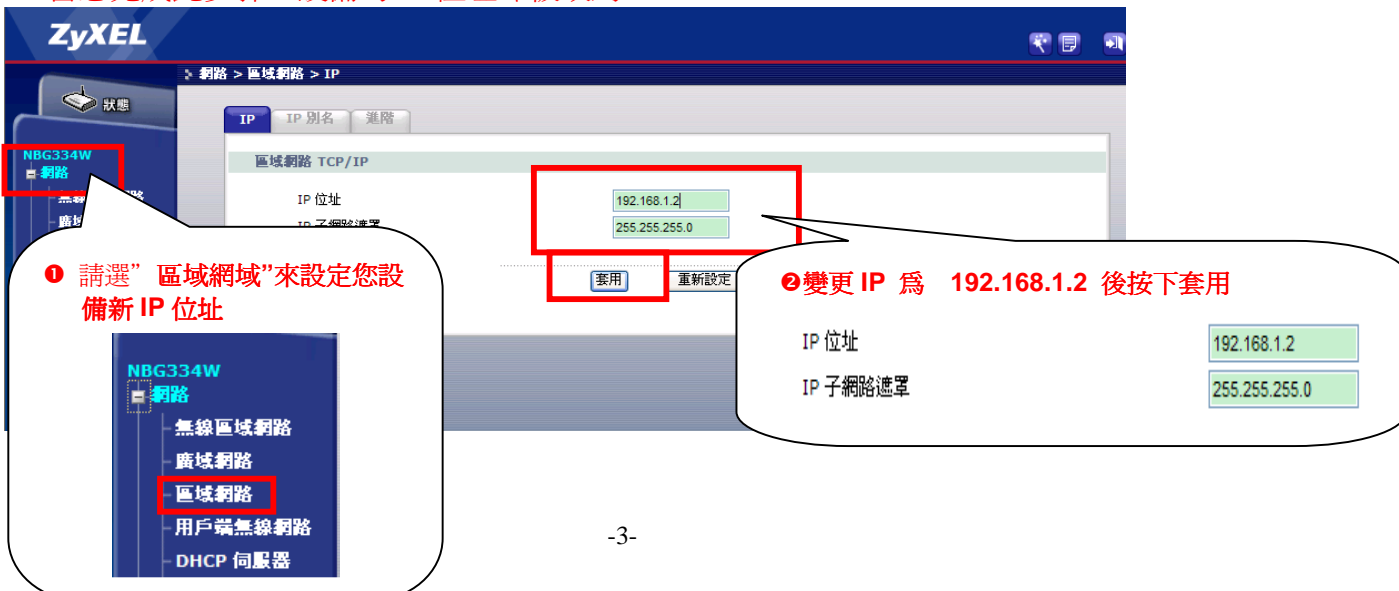 ZyXEL
網路 > 區域網路 > IP
狀態
IP IP 別名 進階
NBG334W
網路
區域網路 TCP/IP
IP 位址 192.168.1.2
IP 子網路遮罩 255.255.255.0
套用 重新設定
❶ 請選” 區域網域”來設定您設
備新 IP 位址
NBG334W
網路
無線區域網路
廣域網路
區域網路
用戶端無線網路
DHCP 伺服器
❷變更 IP 為 192.168.1.2 後按下套用
IP 位址 192.168.1.2
IP 子網路遮罩 255.255.255.0
-3-